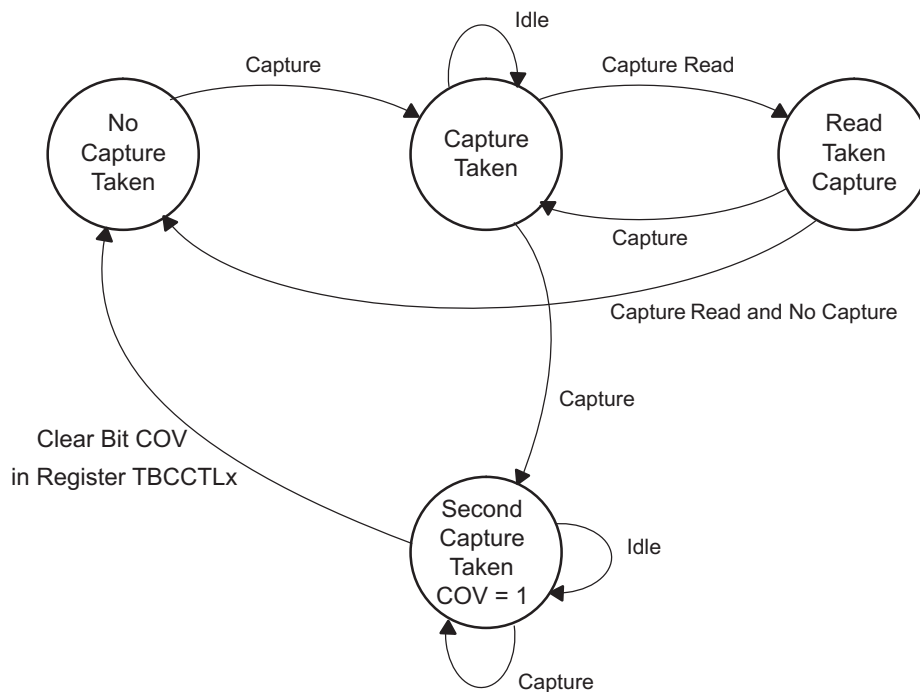 Idle
Capture
Capture Read
No
Capture
Taken
Capture
Taken
Read
Taken
Capture
Capture
Capture Read and No Capture
Capture
Clear Bit COV
in Register TBCCTLx
Second
Capture
Taken
COV = 1
Idle
Capture